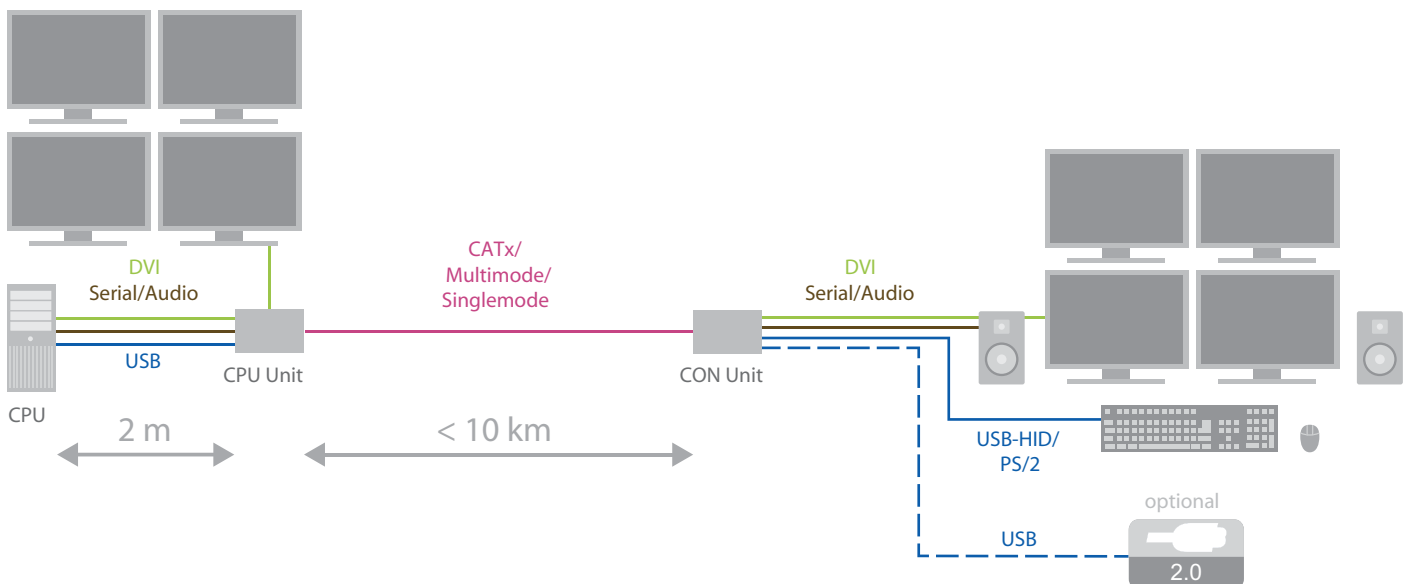 DVI
Serial/Audio
USB
CPU
CPU Unit
2 m
CATx/
Multimode/
Singlemode
< 10 km
CON Unit
DVI
Serial/Audio
USB-HID/
PS/2
optional
USB
2.0